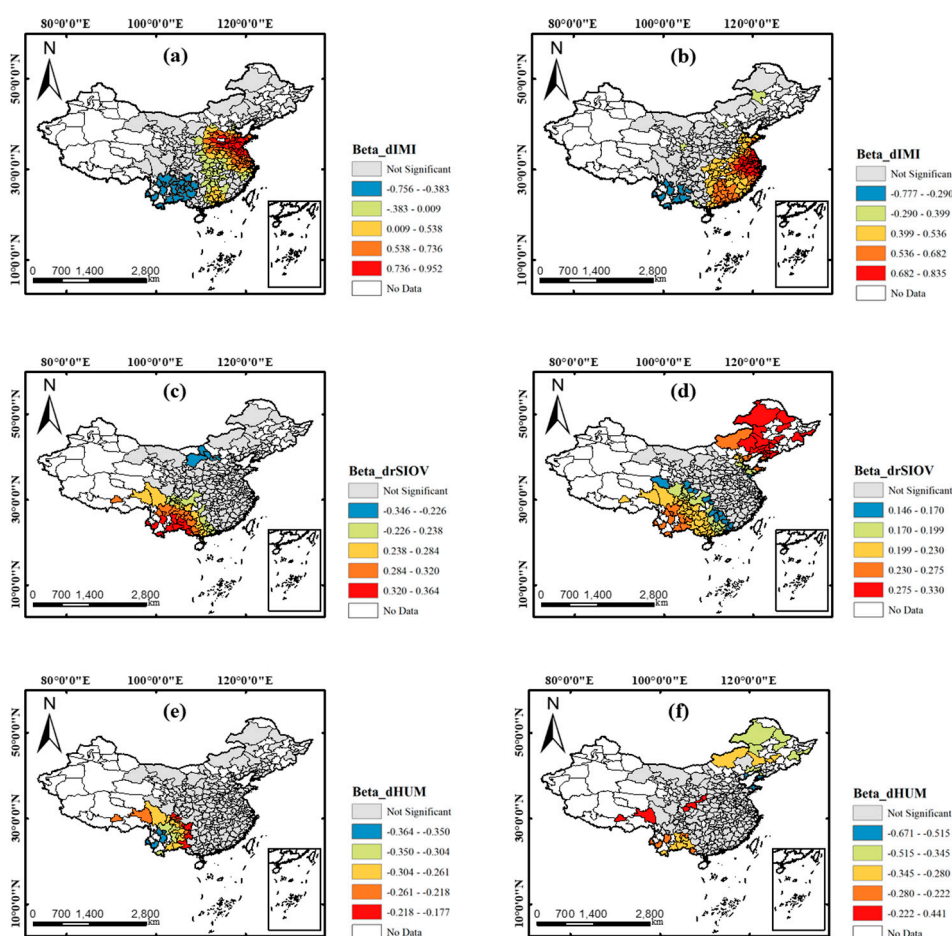 80°0'0"E 100°0'0"E 120°0'0"E
N
(a)
50°0'0"N
30°0'0"N
10°0'0"N
Beta_dIMI
Not Significant
-0.756 - -0.383
-.383 - 0.009
0.009 - 0.538
0.538 - 0.736
0.736 - 0.952
No Data
0 700 1,400 2,800
km
80°0'0"E 100°0'0"E 120°0'0"E
N
(b)
50°0'0"N
30°0'0"N
10°0'0"N
Beta_dIMI
Not Significant
-0.777 - -0.290
-0.290 - 0.399
0.399 - 0.536
0.536 - 0.682
0.682 - 0.835
No Data
0 700 1,400 2,800
km
80°0'0"E 100°0'0"E 120°0'0"E
N
(c)
50°0'0"N
30°0'0"N
10°0'0"N
Beta_drSIOV
Not Significant
-0.346 - -0.226
-0.226 - 0.238
0.238 - 0.284
0.284 - 0.320
0.320 - 0.364
No Data
0 700 1,400 2,800
km
80°0'0"E 100°0'0"E 120°0'0"E
N
(d)
50°0'0"N
30°0'0"N
10°0'0"N
Beta_drSIOV
Not Significant
0.146 - 0.170
0.170 - 0.199
0.199 - 0.230
0.230 - 0.275
0.275 - 0.330
No Data
0 700 1,400 2,800
km
80°0'0"E 100°0'0"E 120°0'0"E
N
(e)
50°0'0"N
30°0'0"N
10°0'0"N
Beta_dHUM
Not Significant
-0.364 - -0.350
-0.350 - -0.304
-0.304 - -0.261
-0.261 - -0.218
-0.218 - -0.177
No Data
0 700 1,400 2,800
km
80°0'0"E 100°0'0"E 120°0'0"E
N
(f)
50°0'0"N
30°0'0"N
10°0'0"N
Beta_dHUM
Not Significant
-0.671 - -0.515
-0.515 - -0.345
-0.345 - -0.280
-0.280 - -0.222
-0.222 - 0.441
No Data
0 700 1,400 2,800
km